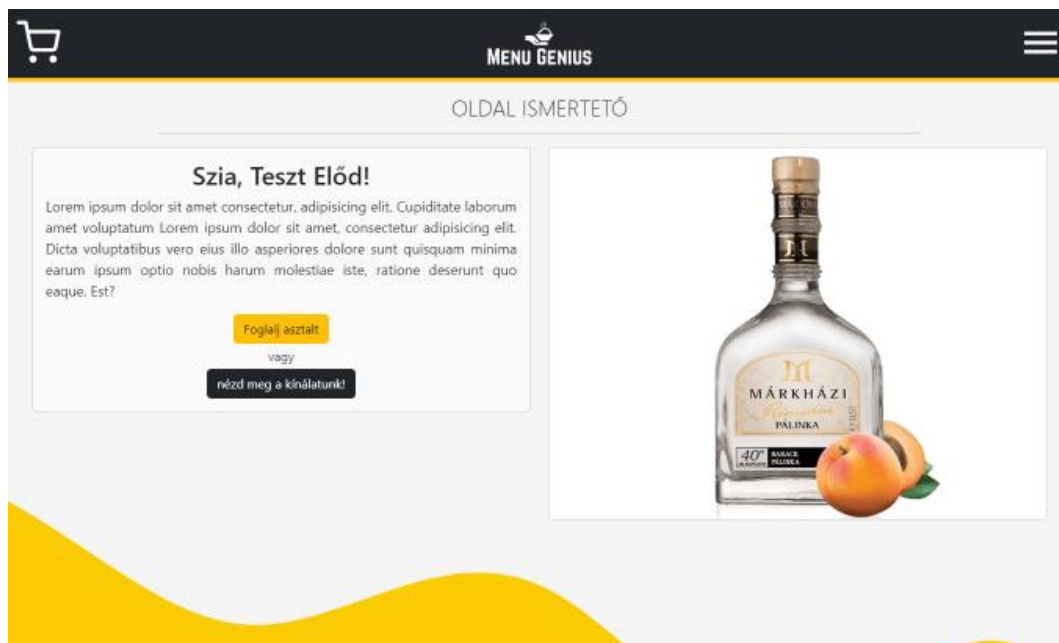 MENU GENIUS
OLDAL ISMERTETŐ
Szia, Teszt Előd!
Lorem ipsum dolor sit amet consectetur, adipisicing elit. Cupiditate laborum
amet voluptatum Lorem ipsum dolor sit amet, consectetur adipisicing elit.
Dicta voluptatibus vero eius illo asperiores dolore sunt quisquam minima
earum ipsum optio nobis harum molestiae iste, ratione deserunt quo
eaque. Est?
Foglalj asztalt
vagy
nézd meg a kínálatunk!
MÁRKHÁZI
PÁLINKA
40°
BARACK
PÁLINKA